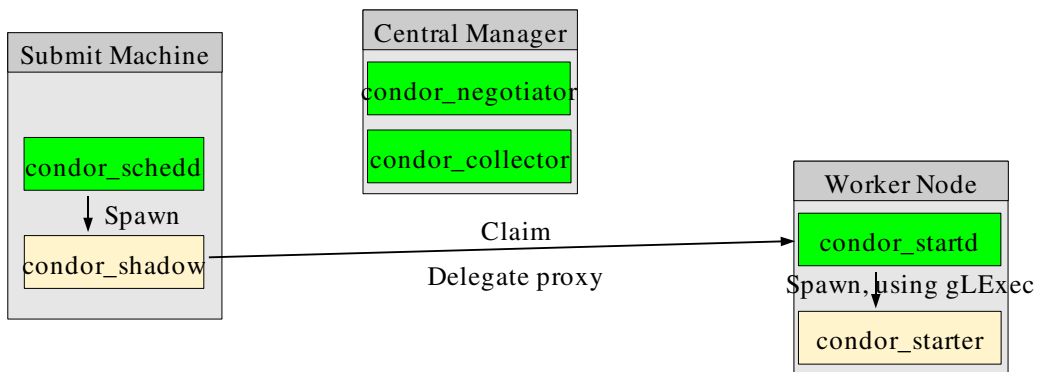 Submit Machine
condor_schedd
Spawn
condor_shadow
Central Manager
condor_negotiator
condor_collector
Claim
Delegate proxy
Worker Node
condor_startd
Spawn, using gLExec
condor_starter